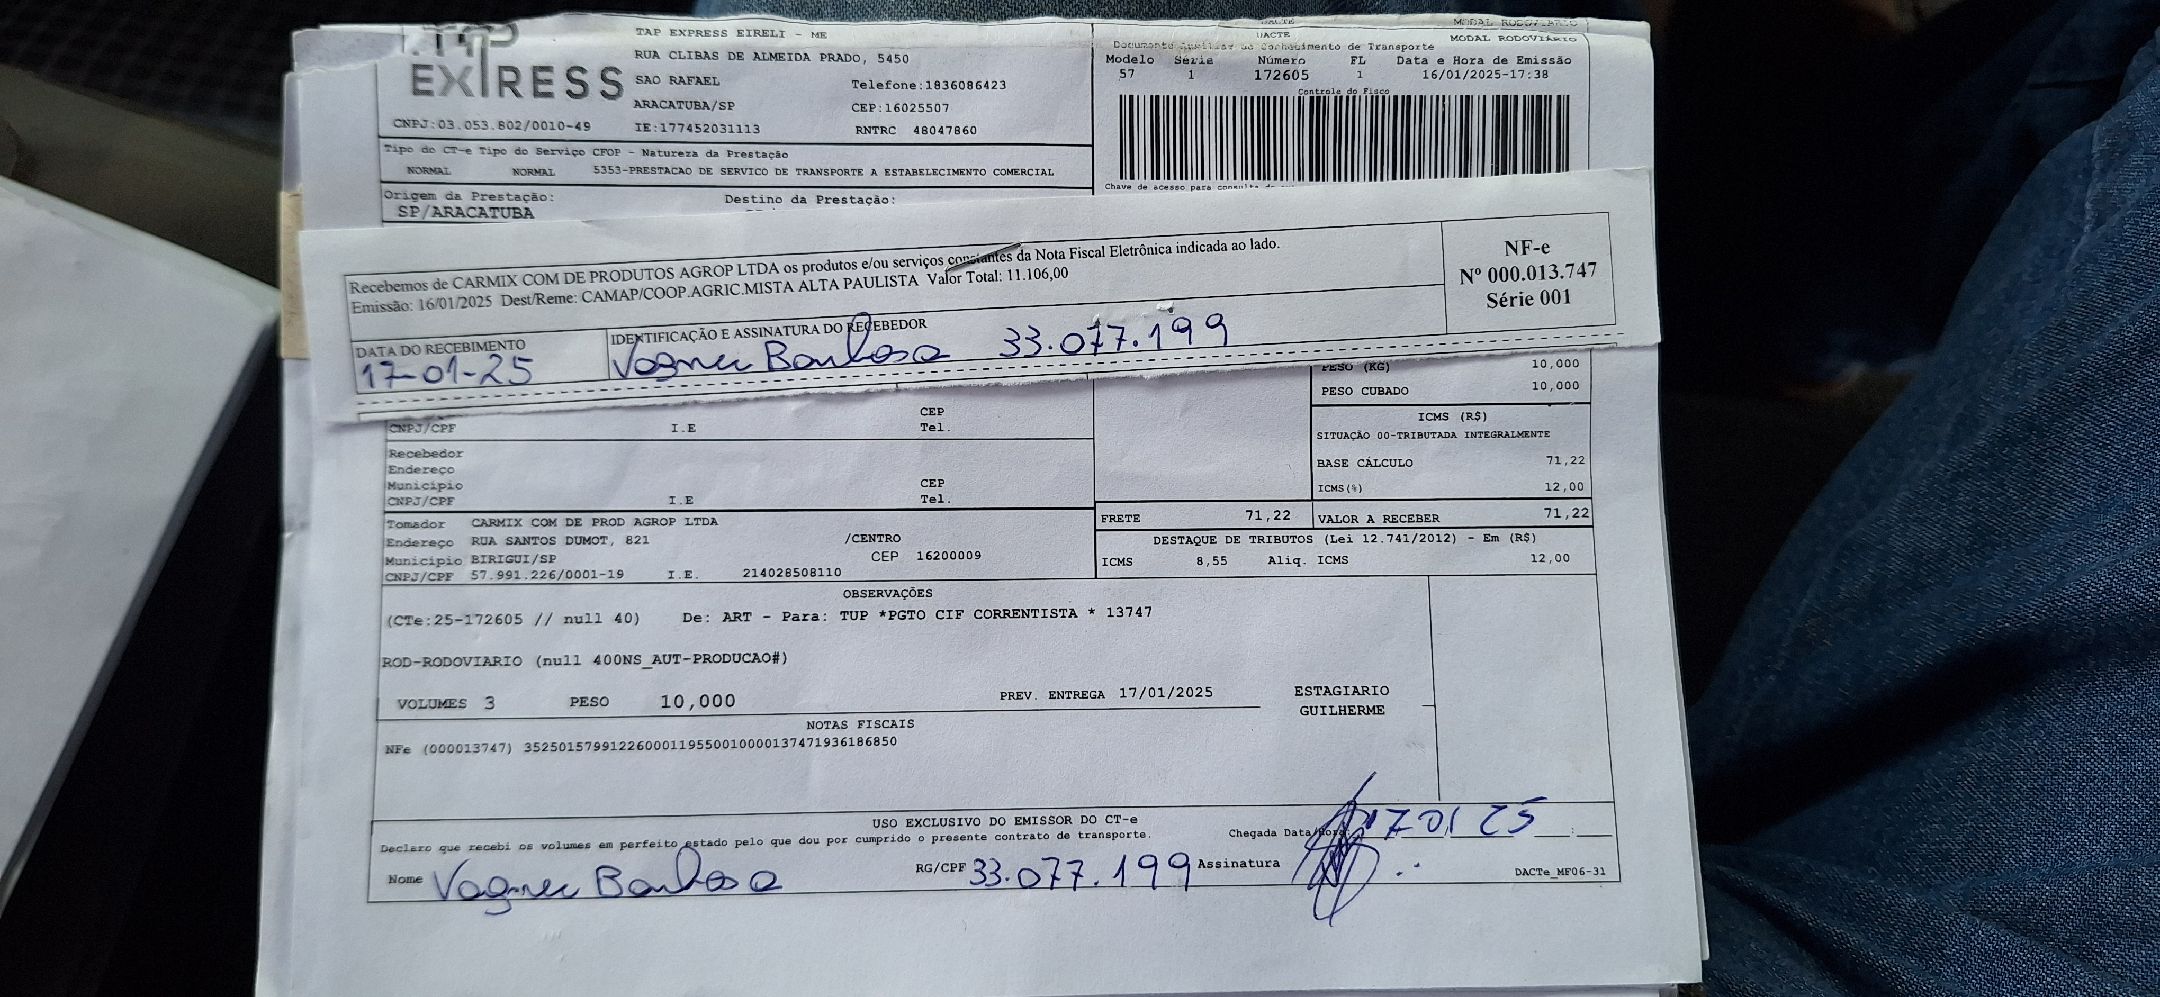 TAP
EXPRESS
TAP EXPRESS EIRELI - ME
RUA CLIBAS DE ALMEIDA PRADO, 5450
SAO RAFAEL Telefone:1836086423
ARACATUBA/SP CEP:16025507
CNPJ:03.053.802/0010-49 IE:177452031113 RNTRC 48047860
DACTE MODAL RODOVIÁRIO
DACTE MODAL RODOVIÁRIO
Documento Auxiliar de Conhecimento de Transporte
Modelo Série Número FL Data e Hora de Emissão
57 1 172605 1 16/01/2025-17:38
Controle do Fisco
Chave de acesso para consulta
Tipo do CT-e Tipo do Serviço CFOP - Natureza da Prestação
NORMAL NORMAL 5353-PRESTACAO DE SERVICO DE TRANSPORTE A ESTABELECIMENTO COMERCIAL
Origem da Prestação: Destino da Prestação:
SP/ARACATUBA
Recebemos de CARMIX COM DE PRODUTOS AGROP LTDA os produtos e/ou serviços constantes da Nota Fiscal Eletrônica indicada ao lado.
Emissão: 16/01/2025 Dest/Reme: CAMAP/COOP.AGRIC.MISTA ALTA PAULISTA Valor Total: 11.106,00
NF-e
Nº 000.013.747
Série 001
DATA DO RECEBIMENTO IDENTIFICAÇÃO E ASSINATURA DO RECEBEDOR
17-01-25 Vagner Barbosa 33.077.199
PESO (KG) 10,000
PESO CUBADO 10,000
CEP
CNPJ/CPF I.E Tel.
Recebedor
Endereço
Municipio CEP
CNPJ/CPF I.E Tel.
ICMS (R$)
SITUAÇÃO 00-TRIBUTADA INTEGRALMENTE
BASE CÁLCULO 71,22
ICMS(%) 12,00
FRETE 71,22 VALOR A RECEBER 71,22
Tomador CARMIX COM DE PROD AGROP LTDA
Endereço RUA SANTOS DUMOT, 821 /CENTRO
Municipio BIRIGUI/SP CEP 16200009
CNPJ/CPF 57.991.226/0001-19 I.E. 214028508110
DESTAQUE DE TRIBUTOS (Lei 12.741/2012) - Em (R$)
ICMS 8,55 Aliq. ICMS 12,00
OBSERVAÇÕES
(CTe:25-172605 // null 40) De: ART - Para: TUP *PGTO CIF CORRENTISTA * 13747
ROD-RODOVIARIO (null 400NS_AUT-PRODUCAO#)
VOLUMES 3 PESO 10,000 PREV. ENTREGA 17/01/2025
ESTAGIARIO
GUILHERME
NOTAS FISCAIS
NFe (000013747) 35250157991226000119550010000137471936186850
USO EXCLUSIVO DO EMISSOR DO CT-e
Declaro que recebi os volumes em perfeito estado pelo que dou por cumprido o presente contrato de transporte. Chegada Data/Hora: 17 01 25 __:__
Nome Vagner Barbosa RG/CPF 33.077.199 Assinatura
DACTe_MF06-31